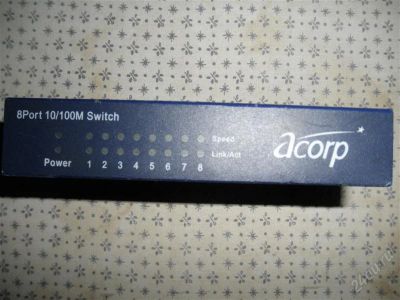 8Port 10/100M Switch
Speed
Link/Act
Power 1 2 3 4 5 6 7 8
acorp